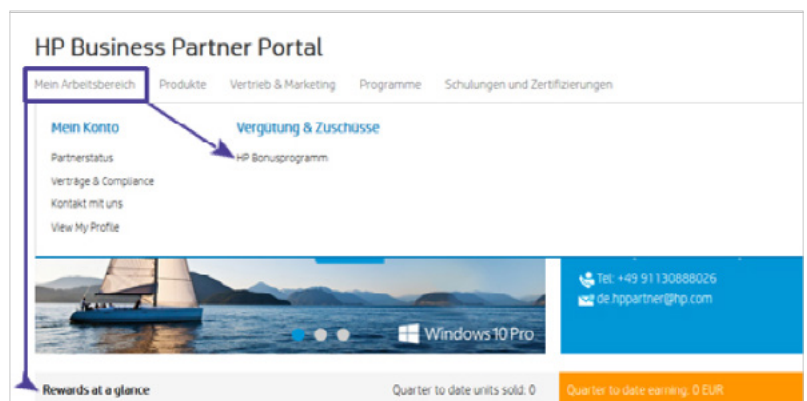 HP Business Partner Portal
Mein Arbeitsbereich Produkte Vertrieb & Marketing Programme Schulungen und Zertifizierungen
Mein Konto
Partnerstatus
Verträge & Compliance
Kontakt mit uns
View My Profile
Vergütung & Zuschüsse
HP Bonusprogramm
Windows 10 Pro
Tel: +49 91130888026
de.hppartner@hp.com
Rewards at a glance
Quarter to date units sold: 0
Quarter to date earning: 0 EUR